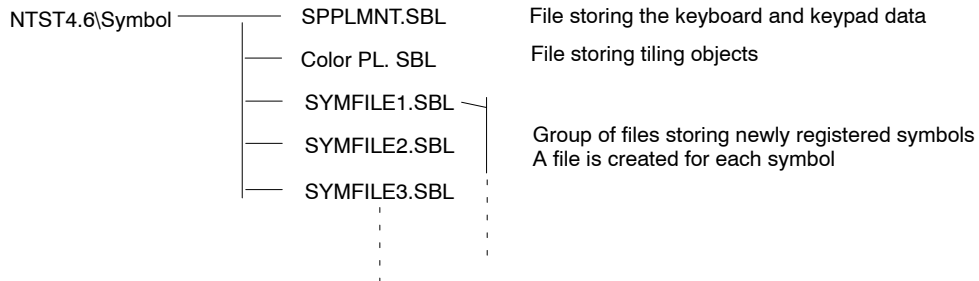 NTST4.6\Symbol SPPLMNT.SBL File storing the keyboard and keypad data
Color PL. SBL File storing tiling objects
SYMFILE1.SBL
SYMFILE2.SBL Group of files storing newly registered symbols
A file is created for each symbol
SYMFILE3.SBL